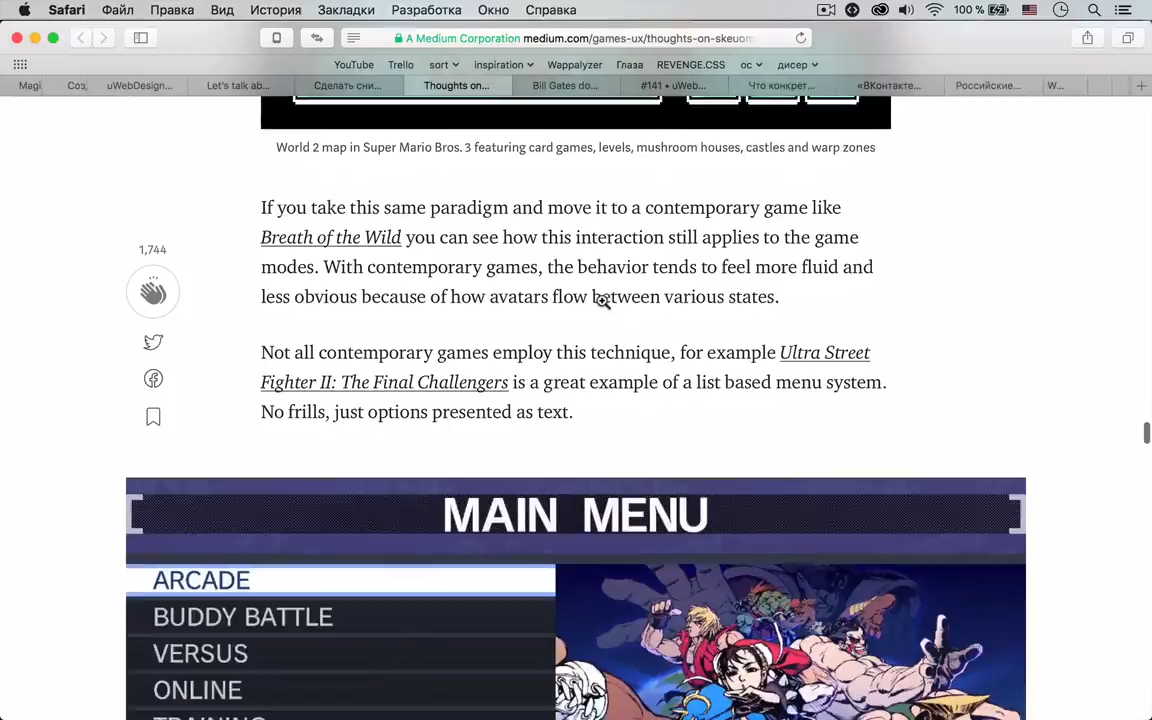 Safari Файл Правка Вид История Закладки Разработка Окно Справка 100 %
A Medium Corporation medium.com/games-ux/thoughts-on-skeuom
YouTube Trello sort inspiration Wappalyzer Глаза REVENGE.CSS ос дисер
Magi Соз, uWebDesign... Let's talk ab... Сделать сни... Thoughts on... Bill Gates do... #141 • uWeb... Что конкрет... «ВКонтакте... Российские... W...
World 2 map in Super Mario Bros. 3 featuring card games, levels, mushroom houses, castles and warp zones
If you take this same paradigm and move it to a contemporary game like
Breath of the Wild you can see how this interaction still applies to the game
modes. With contemporary games, the behavior tends to feel more fluid and
less obvious because of how avatars flow between various states.
1,744
Not all contemporary games employ this technique, for example Ultra Street
Fighter II: The Final Challengers is a great example of a list based menu system.
No frills, just options presented as text.
MAIN MENU
ARCADE
BUDDY BATTLE
VERSUS
ONLINE
TRAINING